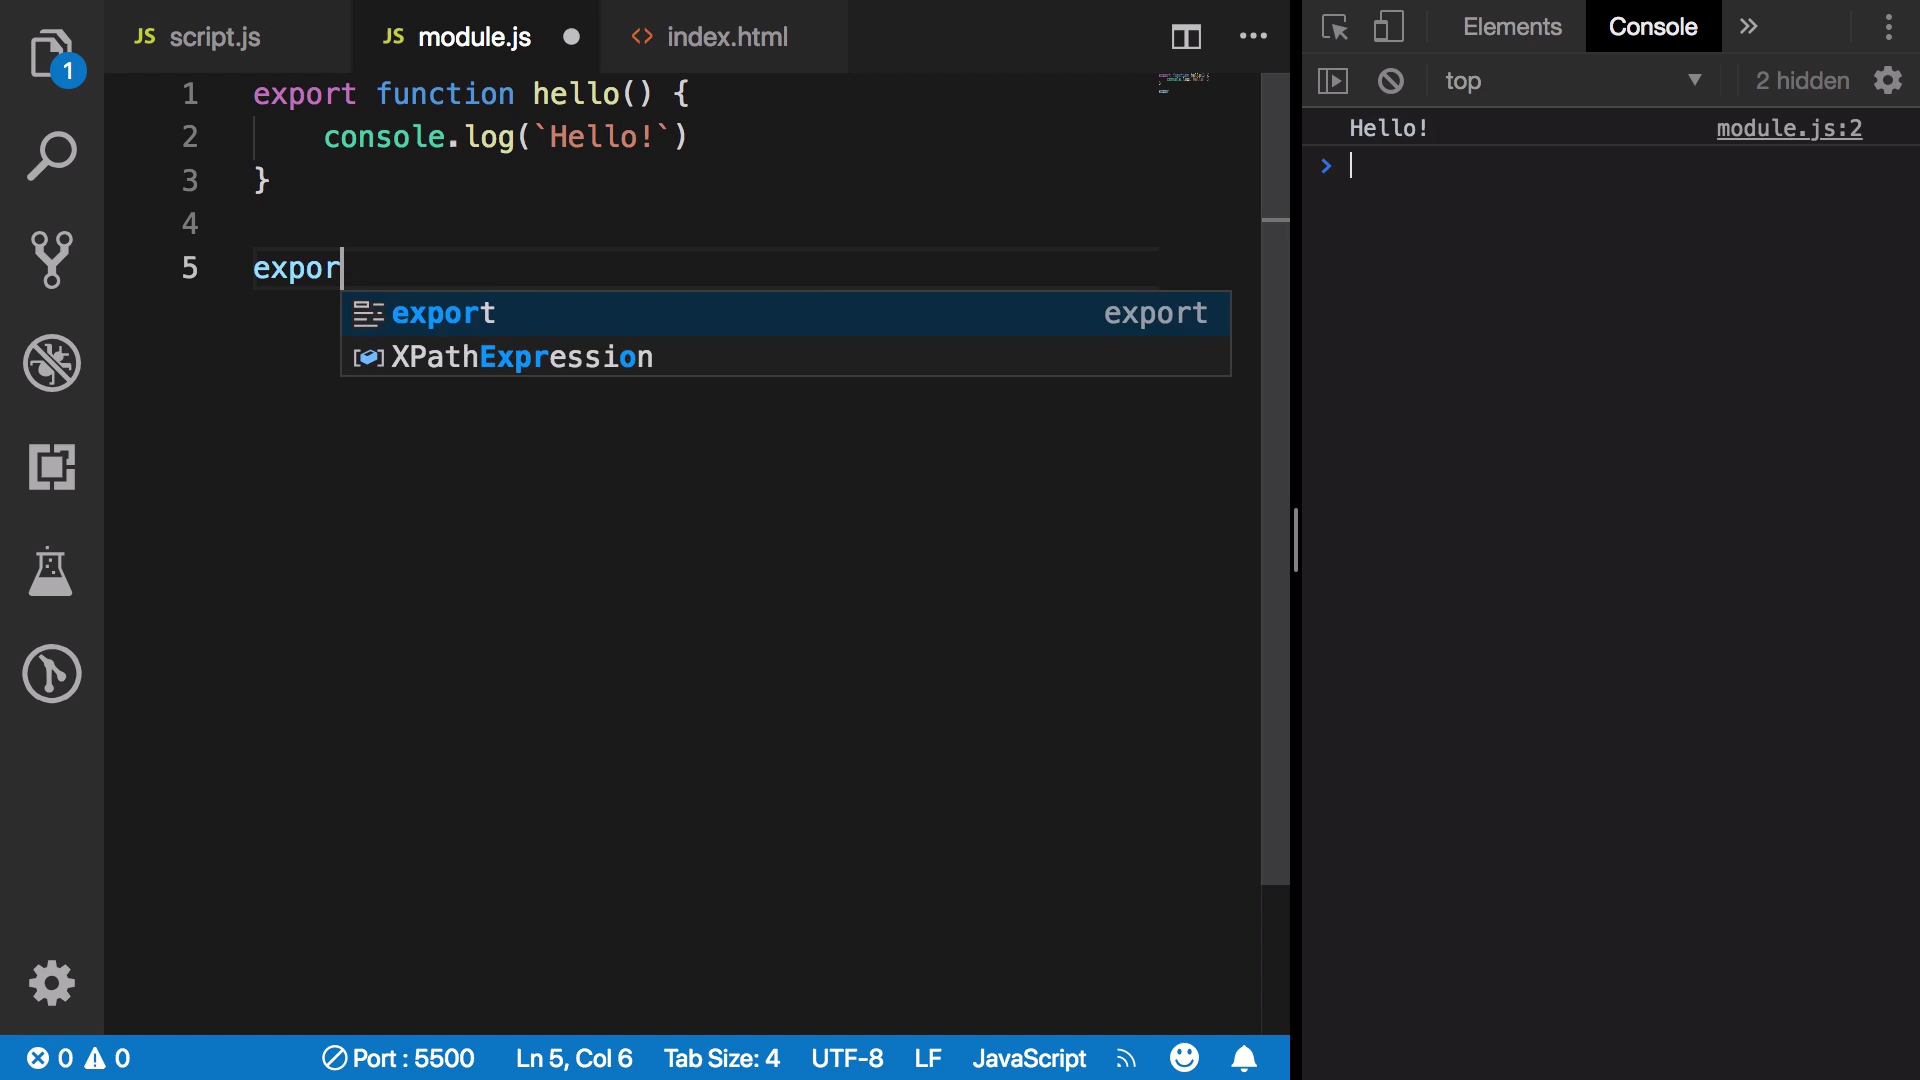 JS script.js
JS module.js
<> index.html
1
1 export function hello() {
2 console.log(`Hello!`)
3 }
4
5 expor
export export
XPathExpression
0 0
Port : 5500
Ln 5, Col 6
Tab Size: 4
UTF-8
LF
JavaScript
Elements
Console
top
2 hidden
Hello! module.js:2